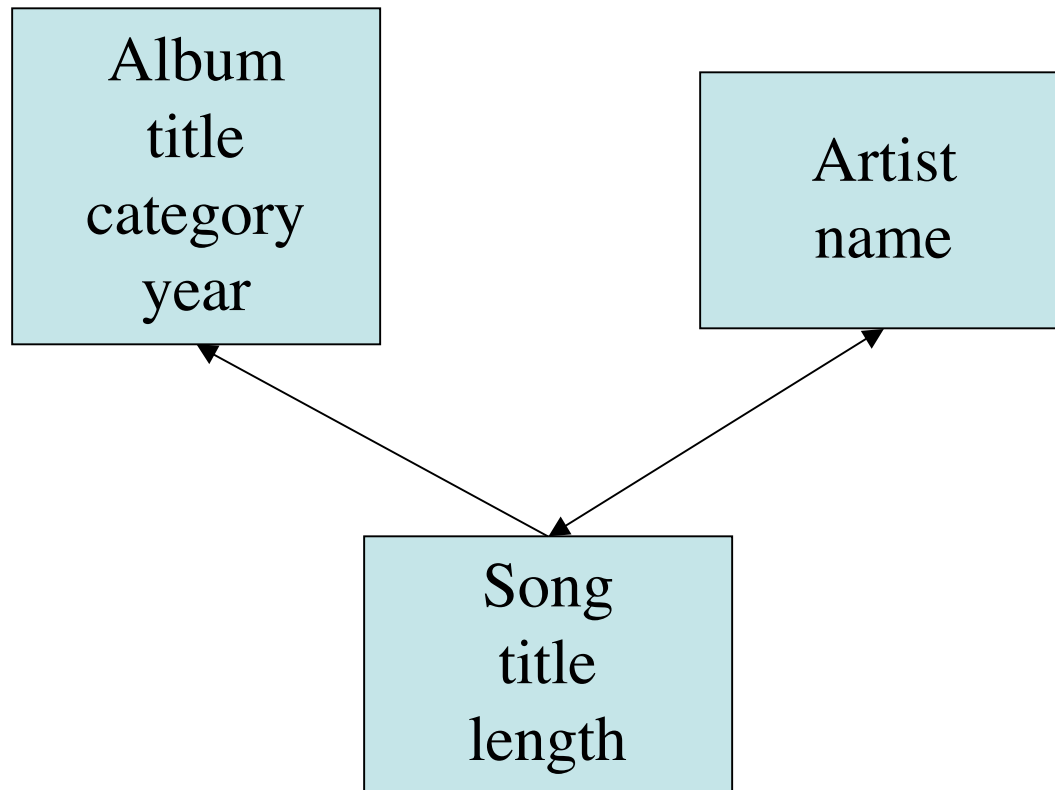 Album
title
category
year
Artist
name
Song
title
length